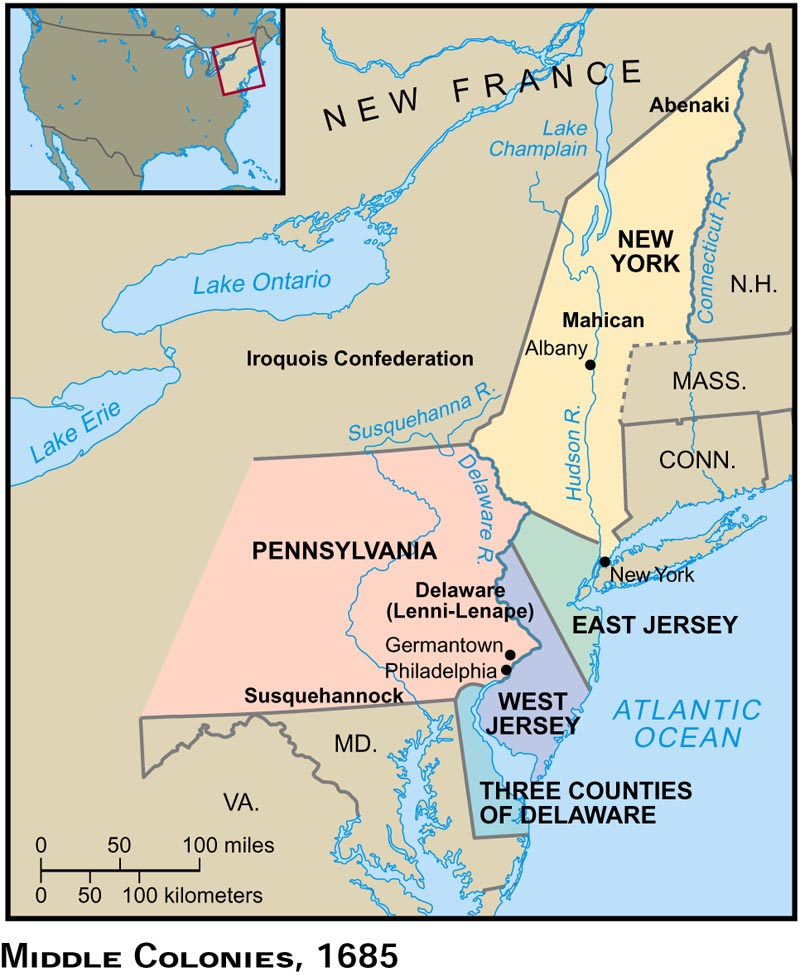 NEW FRANCE
Abenaki
Lake
Champlain
Connecticut R.
NEW
YORK
N.H.
Lake Ontario
Mahican
Albany
Iroquois Confederation
MASS.
Lake Erie
Susquehanna R.
Hudson R.
CONN.
Delaware R.
PENNSYLVANIA
New York
Delaware
(Lenni-Lenape)
EAST JERSEY
Germantown
Philadelphia
Susquehannock
WEST
JERSEY
ATLANTIC
OCEAN
MD.
THREE COUNTIES
OF DELAWARE
VA.
0 50 100 miles
0 50 100 kilometers
MIDDLE COLONIES, 1685